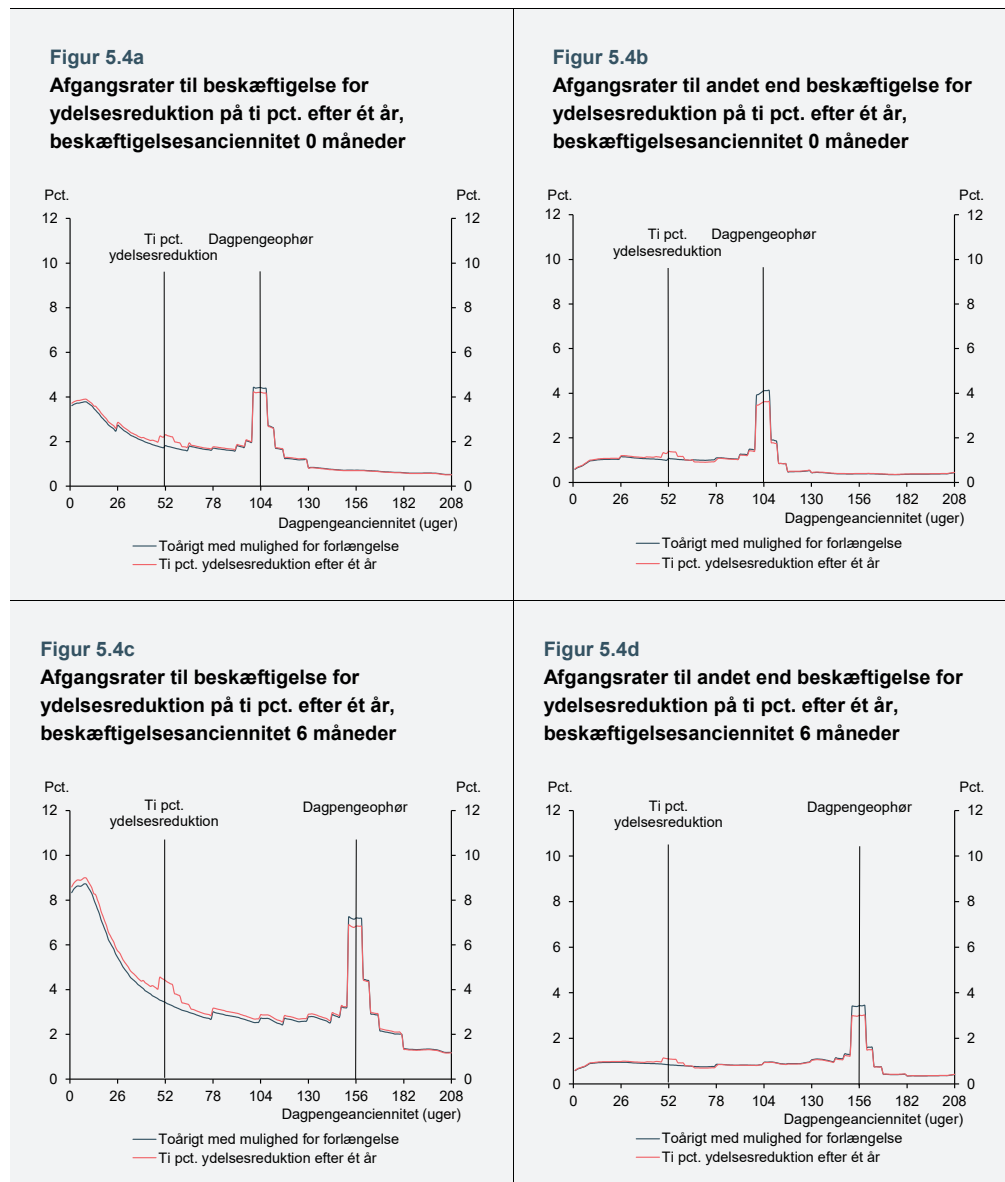 Figur 5.4a
Afgangsrater til beskæftigelse for
ydelsesreduktion på ti pct. efter ét år,
beskæftigelsesanciennitet 0 måneder
Pct.
Pct.
12
12
10
10
8
8
6
6
4
4
2
2
0
0
Ti pct.
ydelsesreduktion
Dagpengeophør
0 26 52 78 104 130 156 182 208
Dagpengeanciennitet (uger)
Toårigt med mulighed for forlængelse
Ti pct. ydelsesreduktion efter ét år
Figur 5.4b
Afgangsrater til andet end beskæftigelse for
ydelsesreduktion på ti pct. efter ét år,
beskæftigelsesanciennitet 0 måneder
Pct.
Pct.
12
12
10
10
8
8
6
6
4
4
2
2
0
0
Ti pct.
ydelsesreduktion
Dagpengeophør
0 26 52 78 104 130 156 182 208
Dagpengeanciennitet (uger)
Toårigt med mulighed for forlængelse
Ti pct. ydelsesreduktion efter ét år
Figur 5.4c
Afgangsrater til beskæftigelse for
ydelsesreduktion på ti pct. efter ét år,
beskæftigelsesanciennitet 6 måneder
Pct.
Pct.
12
12
10
10
8
8
6
6
4
4
2
2
0
0
Ti pct.
ydelsesreduktion
Dagpengeophør
0 26 52 78 104 130 156 182 208
Dagpengeanciennitet (uger)
Toårigt med mulighed for forlængelse
Ti pct. ydelsesreduktion efter ét år
Figur 5.4d
Afgangsrater til andet end beskæftigelse for
ydelsesreduktion på ti pct. efter ét år,
beskæftigelsesanciennitet 6 måneder
Pct.
Pct.
12
12
10
10
8
8
6
6
4
4
2
2
0
0
Ti pct.
ydelsesreduktion
Dagpengeophør
0 26 52 78 104 130 156 182 208
Dagpengeanciennitet (uger)
Toårigt med mulighed for forlængelse
Ti pct. ydelsesreduktion efter ét år